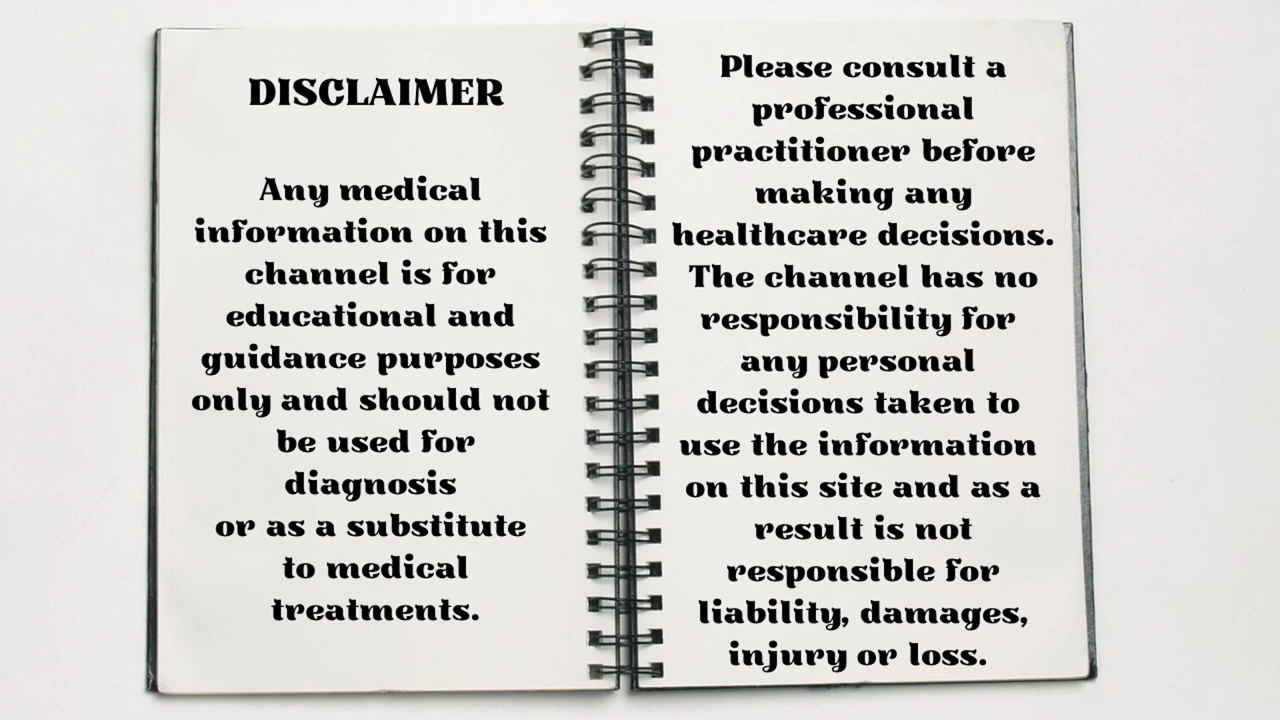 DISCLAIMER
Any medical
information on this
channel is for
educational and
guidance purposes
only and should not
be used for
diagnosis
or as a substitute
to medical
treatments.
Please consult a
professional
practitioner before
making any
healthcare decisions.
The channel has no
responsibility for
any personal
decisions taken to
use the information
on this site and as a
result is not
responsible for
liability, damages,
injury or loss.